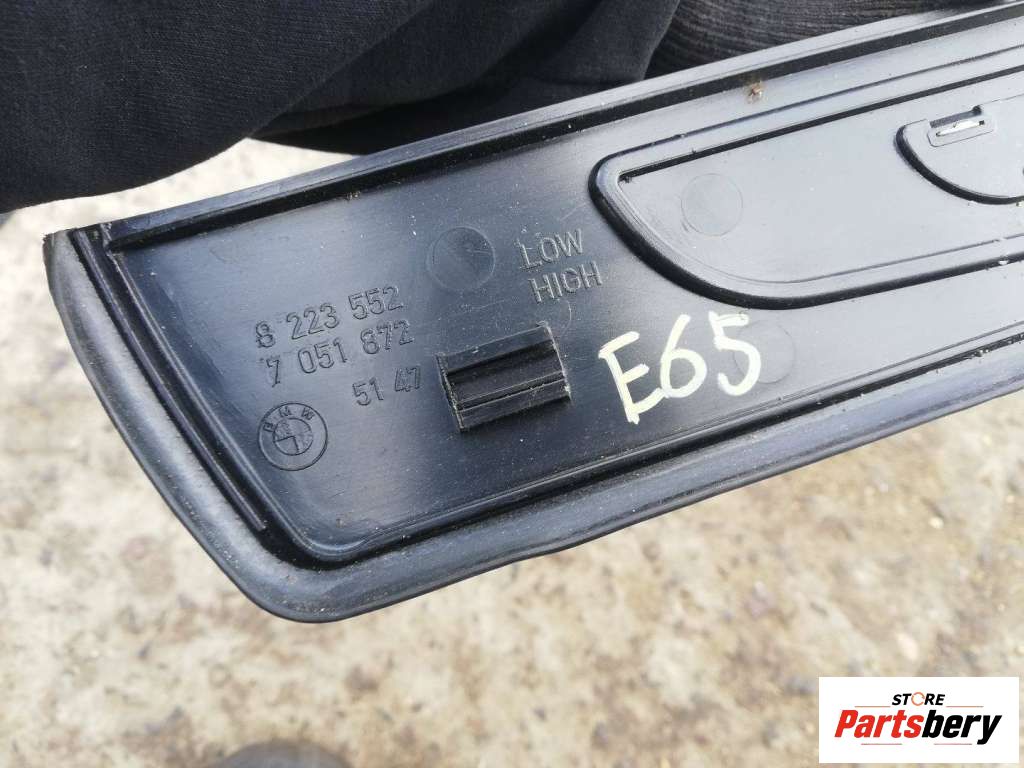 8 223 552
7 051 872
51 47
BMW
LOW
HIGH
E65
STORE
Partsbery